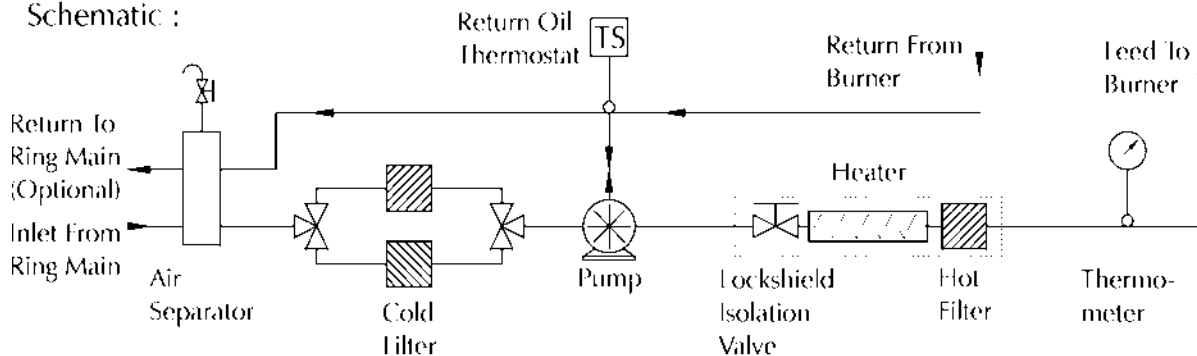 Schematic :
Return Oil
Thermostat
TS
Return From
Burner
Feed To
Burner
Return To
Ring Main
(Optional)
Inlet From
Ring Main
Air
Separator
Cold
Filter
Pump
Heater
Lockshield
Isolation
Valve
Hot
Filter
Thermo-
meter